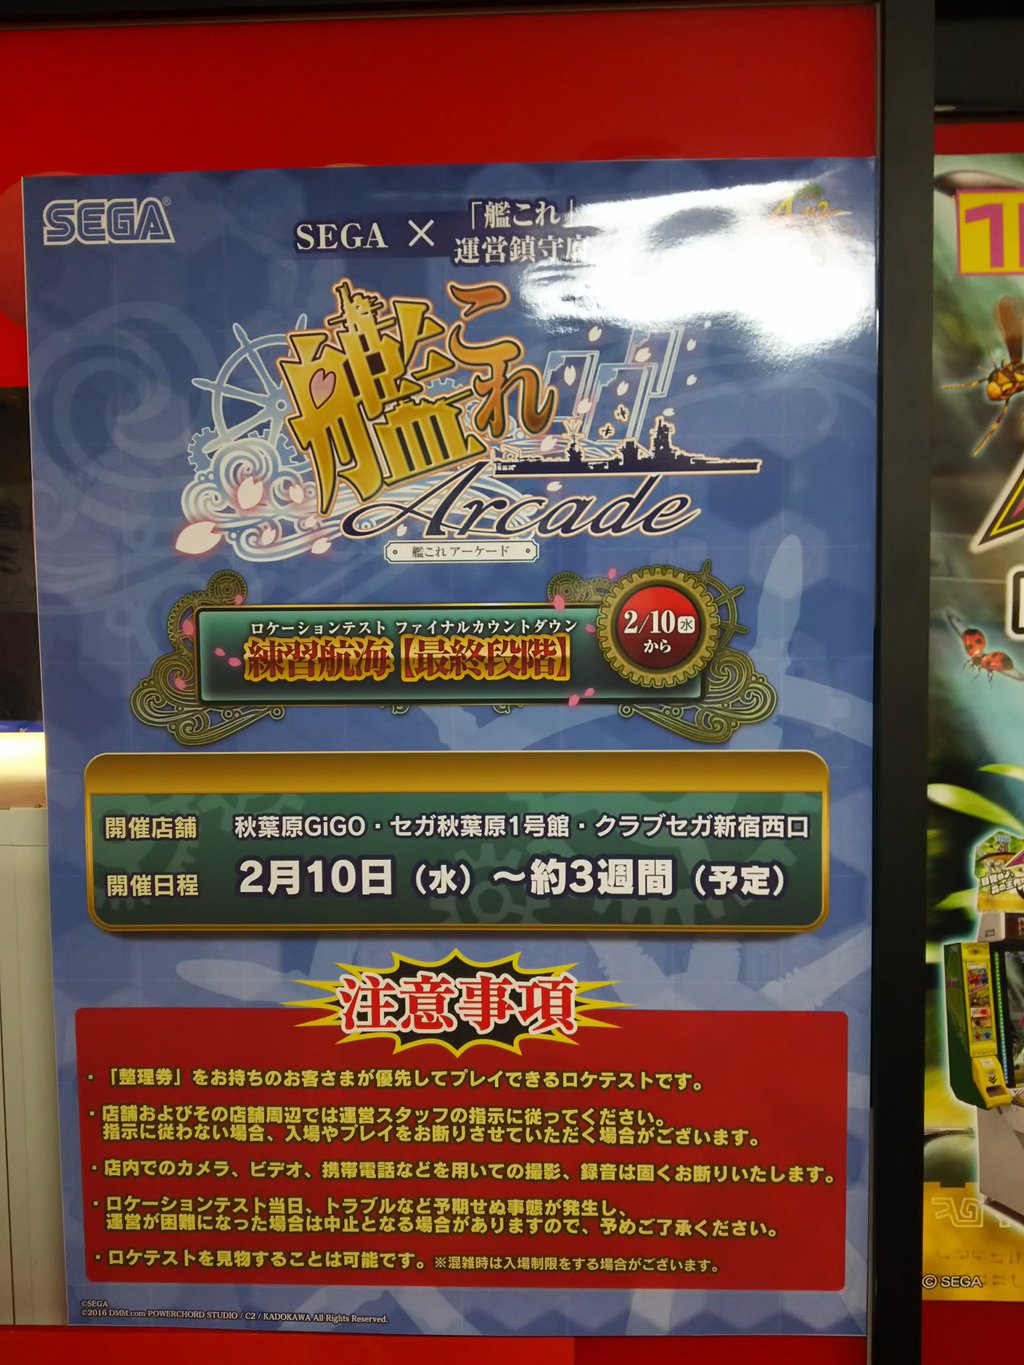 SEGA®
SEGA × 「艦これ」
運営鎮守府
艦これ
Arcade
艦これ アーケード
ロケーションテスト ファイナルカウントダウン
練習航海【最終段階】
2/10(水)
から
開催店舗 秋葉原GiGO・セガ秋葉原1号館・クラブセガ新宿西口
開催日程 2月10日(水)〜約3週間(予定)
注意事項
・「整理券」をお持ちのお客さまが優先してプレイできるロケテストです。
・店舗およびその店舗周辺では運営スタッフの指示に従ってください。
指示に従わない場合、入場やプレイをお断りさせていただく場合がございます。
・店内でのカメラ、ビデオ、携帯電話などを用いての撮影、録音は固くお断りいたします。
・ロケーションテスト当日、トラブルなど予期せぬ事態が発生し、
運営が困難になった場合は中止となる場合がありますので、予めご了承ください。
・ロケテストを見物することは可能です。※混雑時は入場制限をする場合がございます。
©SEGA
©2016 DMM.com POWERCHORD STUDIO / C2 / KADOKAWA All Rights Reserved.
© SEGA